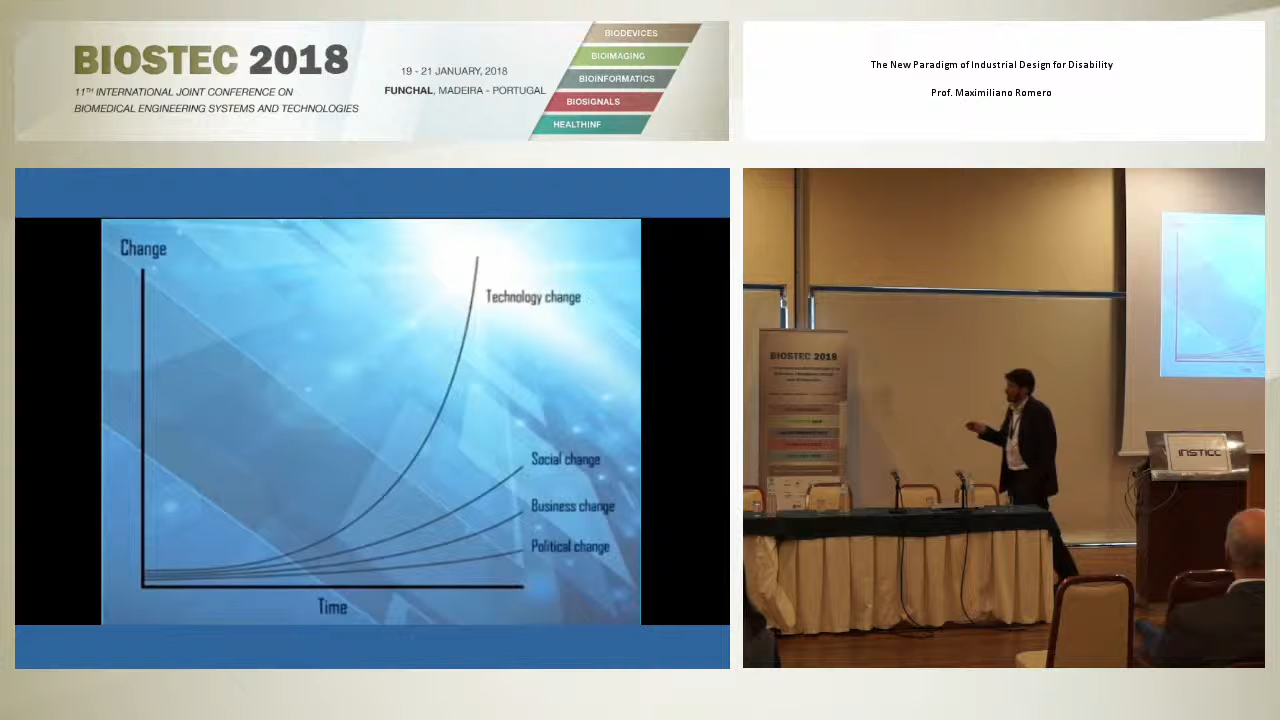 BIOSTEC 2018
11TH INTERNATIONAL JOINT CONFERENCE ON
BIOMEDICAL ENGINEERING SYSTEMS AND TECHNOLOGIES
19 - 21 JANUARY, 2018
FUNCHAL, MADEIRA - PORTUGAL
BIODEVICES
BIOIMAGING
BIOINFORMATICS
BIOSIGNALS
HEALTHINF
The New Paradigm of Industrial Design for Disability
Prof. Maximiliano Romero
Change
Technology change
Social change
Business change
Political change
Time
BIOSTEC 2018
INSTICC